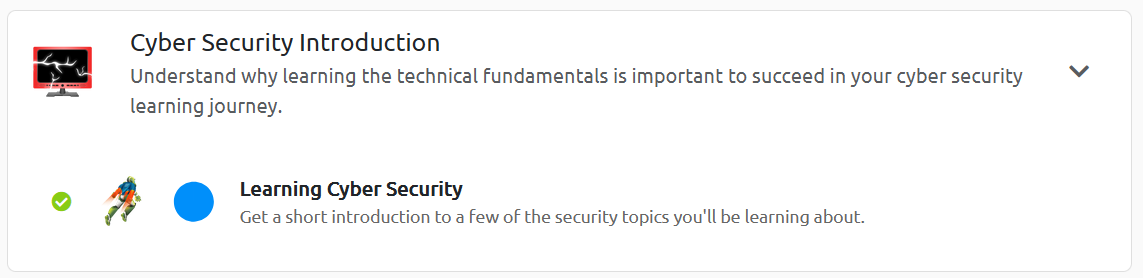 Cyber Security Introduction
Understand why learning the technical fundamentals is important to succeed in your cyber security
learning journey.
Learning Cyber Security
Get a short introduction to a few of the security topics you'll be learning about.